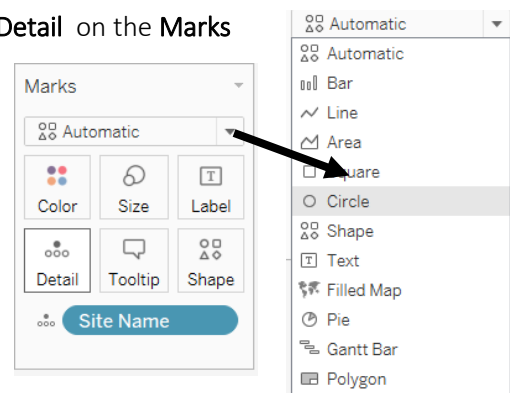 Detail on the Marks
Marks
Automatic
Color Size Label
Detail Tooltip Shape
Site Name
Automatic
Automatic
Bar
Line
Area
Square
Circle
Shape
Text
Filled Map
Pie
Gantt Bar
Polygon